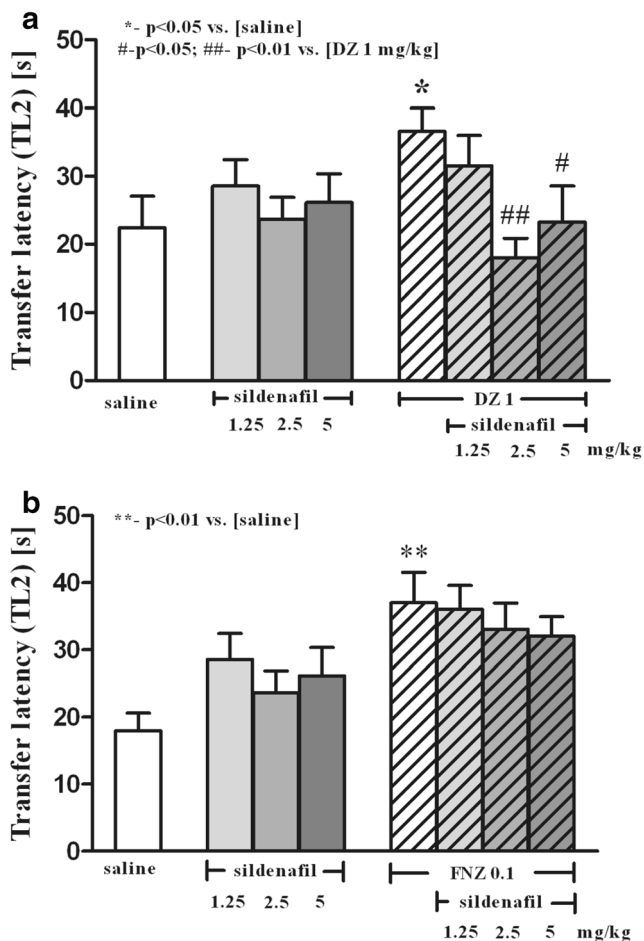 a
*- p<0.05 vs. [saline]
#-p<0.05; ##- p<0.01 vs. [DZ 1 mg/kg]
Transfer latency (TL2) [s]
50
40
30
20
10
0
*
##
#
saline
sildenafil
1.25 2.5 5
DZ 1
sildenafil
1.25 2.5 5 mg/kg
b
**- p<0.01 vs. [saline]
Transfer latency (TL2) [s]
50
40
30
20
10
0
**
saline
sildenafil
1.25 2.5 5
FNZ 0.1
sildenafil
1.25 2.5 5 mg/kg